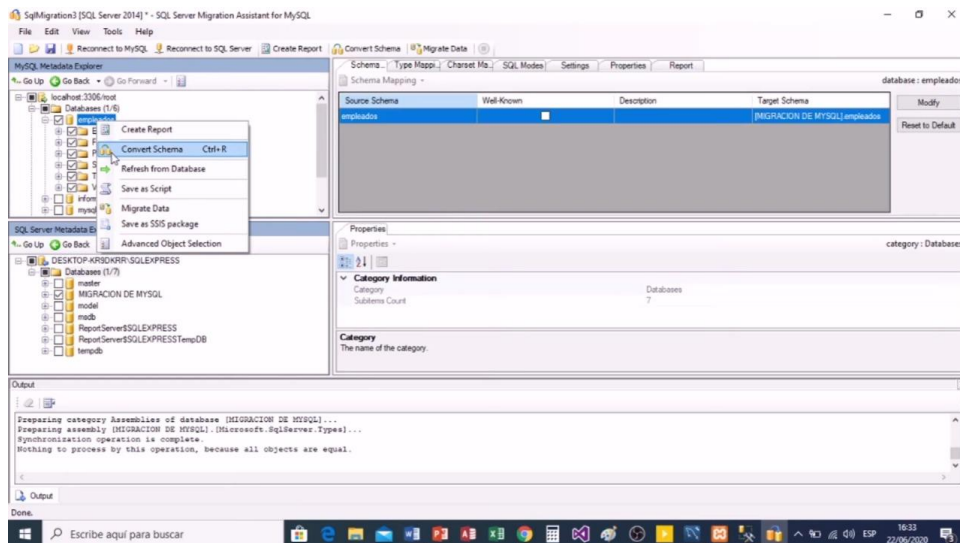 SqlMigration3 [SQL Server 2014] * - SQL Server Migration Assistant for MySQL
File Edit View Tools Help
Reconnect to MySQL Reconnect to SQL Server Create Report Convert Schema Migrate Data
MySQL Metadata Explorer
Go Up Go Back Go Forward
localhost:3306/root
Databases (1/6)
empleados
E
F
P
S
T
V
inform
mysql
Create Report
Convert Schema Ctrl+R
Refresh from Database
Save as Script
Migrate Data
Save as SSIS package
Advanced Object Selection
Schema... Type Mappi... Charset Ma... SQL Modes Settings Properties Report
Schema Mapping
database : empleados
Source Schema Well-Known Description Target Schema
empleados [MIGRACION DE MYSQL].empleados
Modify
Reset to Default
SQL Server Metadata Ex
Go Up Go Back
DESKTOP-KR9DKRR\SQLEXPRESS
Databases (1/7)
master
MIGRACION DE MYSQL
model
msdb
ReportServer$SQLEXPRESS
ReportServer$SQLEXPRESSTempDB
tempdb
Properties
Properties
category : Databases
Category Information
Category Databases
Subitems Count 7
Category
The name of the category.
Output
Preparing category Assemblies of database [MIGRACION DE MYSQL]...
Preparing assembly [MIGRACION DE MYSQL].[Microsoft.SqlServer.Types]...
Synchronization operation is complete.
Nothing to process by this operation, because all objects are equal.
Output
Done.
Escribe aquí para buscar
ESP
16:33
22/06/2020